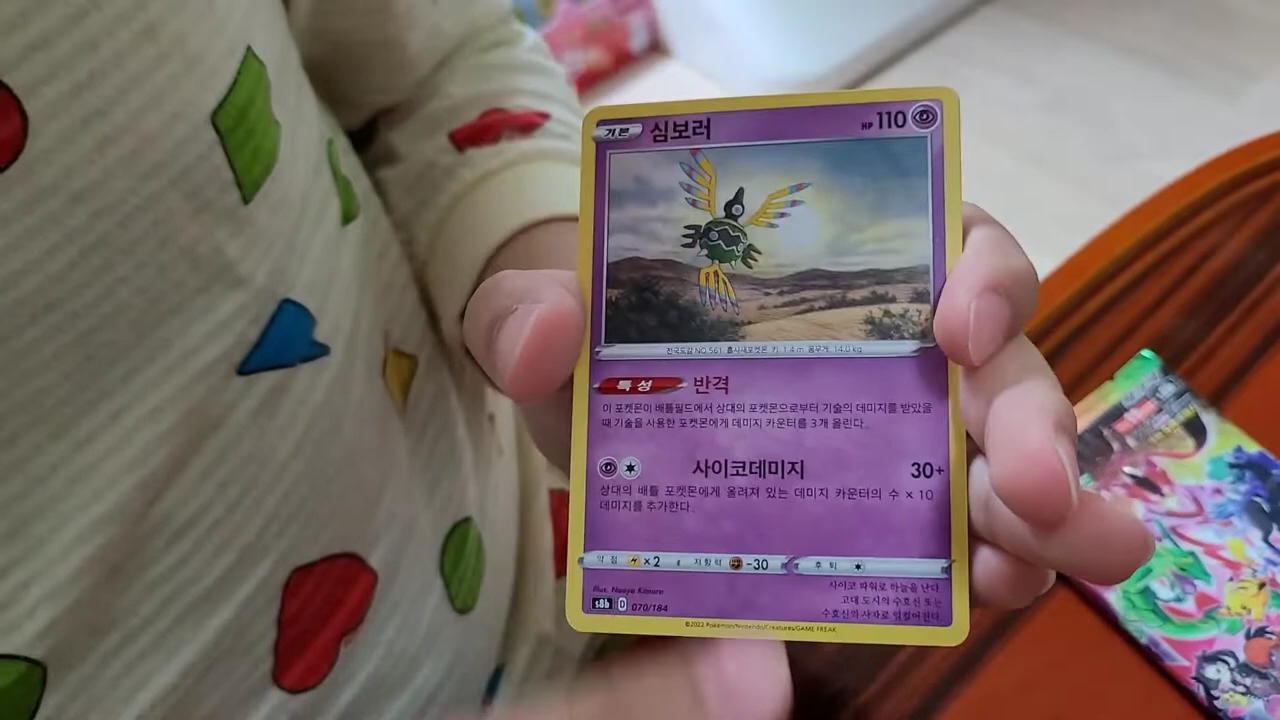 기본 심보러 HP 110
전국도감 NO.561 흡사새포켓몬 키 1.4 m 몸무게 14.0 kg
특성 반격
이 포켓몬이 배틀필드에서 상대의 포켓몬으로부터 기술의 데미지를 받았을
때 기술을 사용한 포켓몬에게 데미지 카운터를 3개 올린다.
사이코데미지 30+
상대의 배틀 포켓몬에게 올려져 있는 데미지 카운터의 수 × 10
데미지를 추가한다.
약점 ×2 저항력 -30 후퇴
Illus. Naoyo Kimura
s8b D 070/184
사이코 파워로 하늘을 난다.
고대 도시의 수호신 또는
수호신의 사자로 일컬어진다.
©2022 Pokémon/Nintendo/Creatures/GAME FREAK